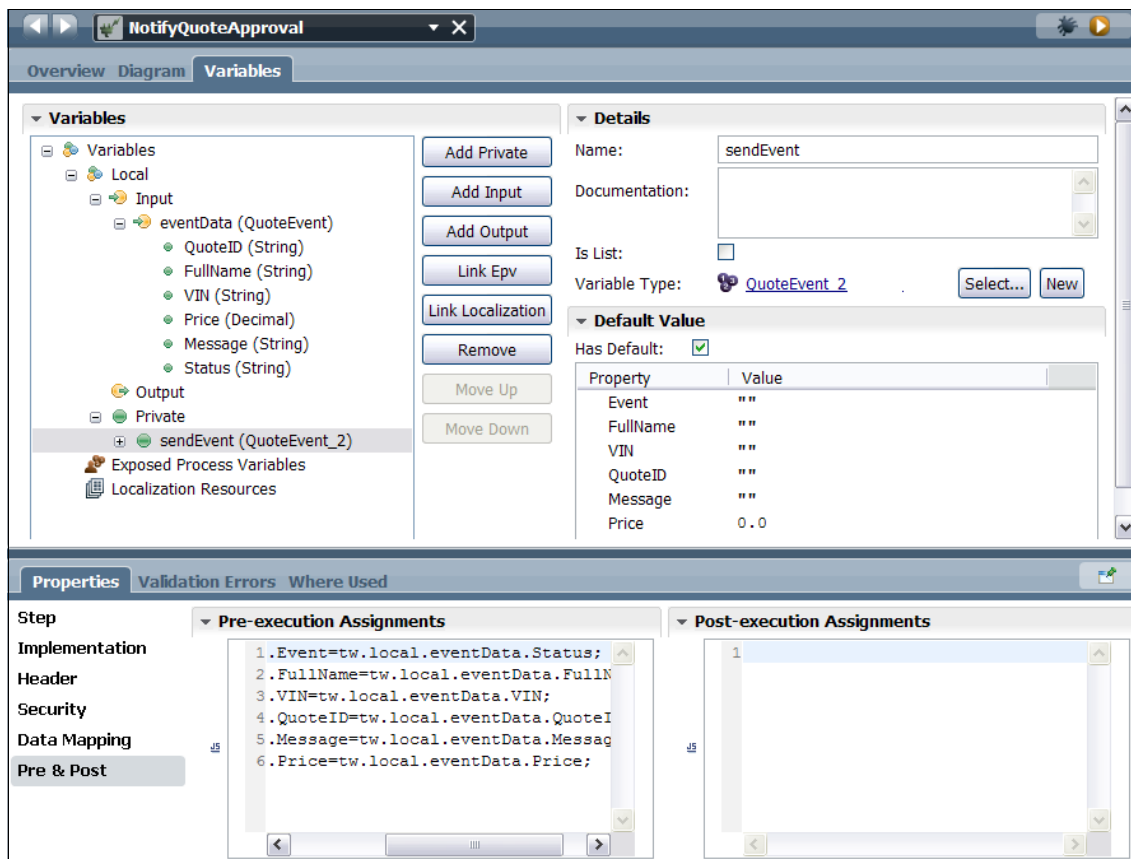 NotifyQuoteApproval
Overview Diagram Variables
Variables
Variables
Local
Input
eventData (QuoteEvent)
QuoteID (String)
FullName (String)
VIN (String)
Price (Decimal)
Message (String)
Status (String)
Output
Private
sendEvent (QuoteEvent_2)
Exposed Process Variables
Localization Resources
Add Private
Add Input
Add Output
Link Epv
Link Localization
Remove
Move Up
Move Down
Details
Name: sendEvent
Documentation:
Is List:
Variable Type: QuoteEvent_2 Select... New
Default Value
Has Default:
Property Value
Event ""
FullName ""
VIN ""
QuoteID ""
Message ""
Price 0.0
Properties Validation Errors Where Used
Step
Implementation
Header
Security
Data Mapping
Pre & Post
Pre-execution Assignments
1 .Event=tw.local.eventData.Status;
2 .FullName=tw.local.eventData.FullN
3 .VIN=tw.local.eventData.VIN;
4 .QuoteID=tw.local.eventData.QuoteI
5 .Message=tw.local.eventData.Messag
6 .Price=tw.local.eventData.Price;
JS
Post-execution Assignments
1
JS